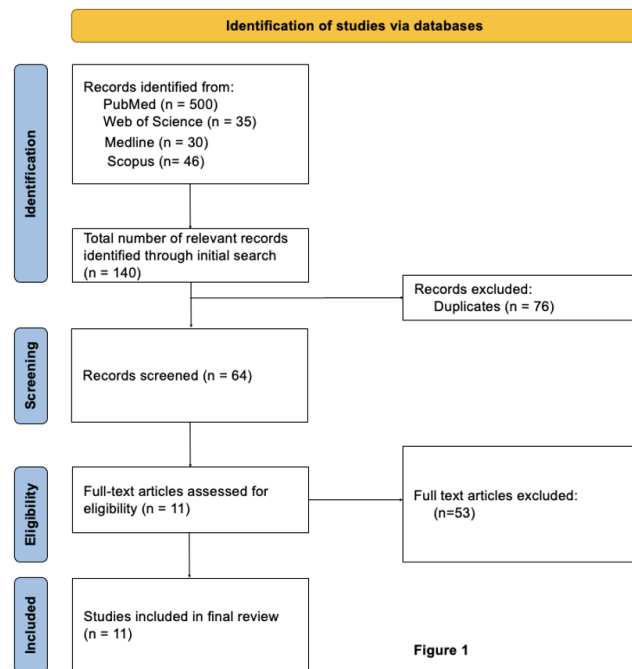 Identification of studies via databases
Identification
Records identified from:
PubMed (n = 500)
Web of Science (n = 35)
Medline (n = 30)
Scopus (n= 46)
Total number of relevant records
identified through initial search
(n = 140)
Records excluded:
Duplicates (n = 76)
Screening
Records screened (n = 64)
Eligibility
Full-text articles assessed for
eligibility (n = 11)
Full text articles excluded:
(n=53)
Included
Studies included in final review
(n = 11)
Figure 1